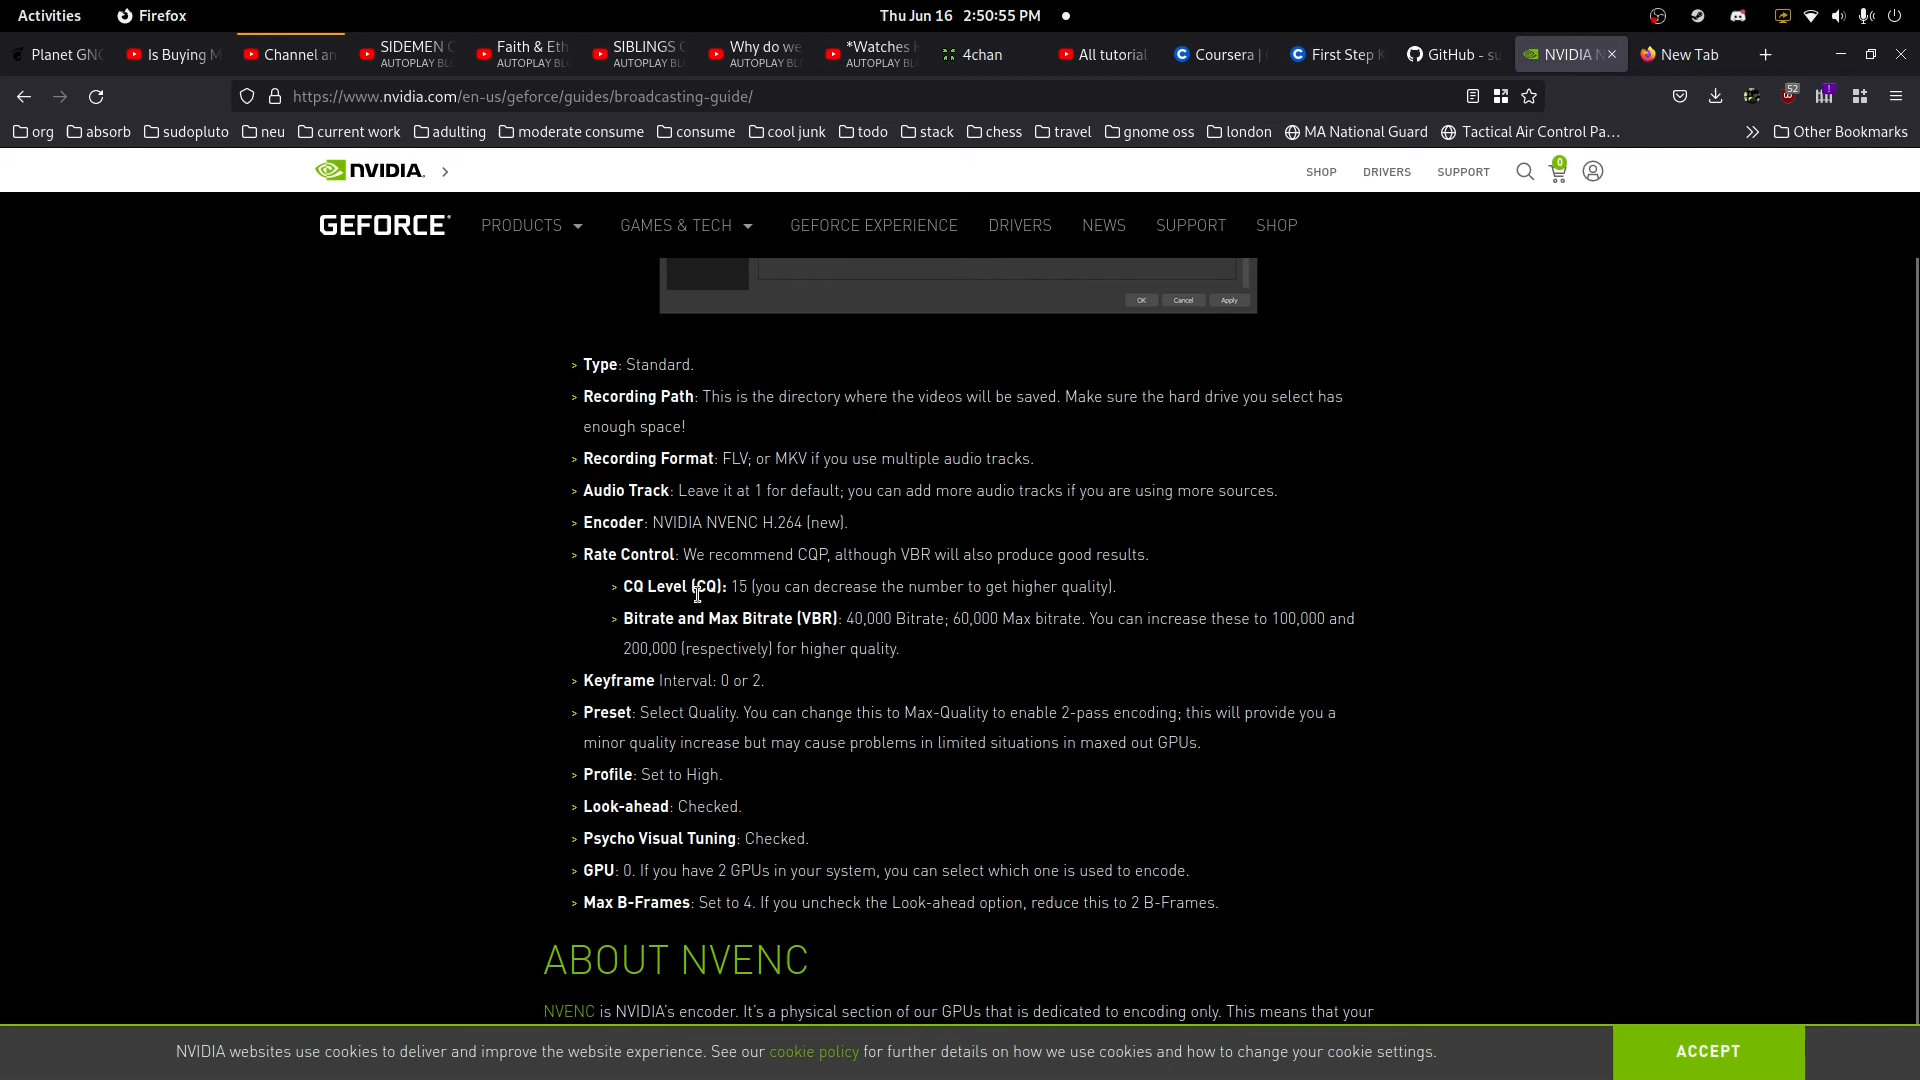 Activities Firefox Thu Jun 16 2:50:55 PM
Planet GNO Is Buying M Channel an SIDEMEN C Faith & Eth SIBLINGS C Why do we *Watches H 4chan All tutorial Coursera | First Step K GitHub - su NVIDIA N New Tab
AUTOPLAY BL AUTOPLAY BL AUTOPLAY BL AUTOPLAY BL AUTOPLAY BL
https://www.nvidia.com/en-us/geforce/guides/broadcasting-guide/ 52 !
org absorb sudopluto neu current work adulting moderate consume consume cool junk todo stack chess travel gnome oss london MA National Guard Tactical Air Control Pa... Other Bookmarks
NVIDIA. SHOP DRIVERS SUPPORT 0
GEFORCE PRODUCTS GAMES & TECH GEFORCE EXPERIENCE DRIVERS NEWS SUPPORT SHOP
OK Cancel Apply
> Type: Standard.
> Recording Path: This is the directory where the videos will be saved. Make sure the hard drive you select has
enough space!
> Recording Format: FLV; or MKV if you use multiple audio tracks.
> Audio Track: Leave it at 1 for default; you can add more audio tracks if you are using more sources.
> Encoder: NVIDIA NVENC H.264 (new).
> Rate Control: We recommend CQP, although VBR will also produce good results.
> CQ Level (CQ): 15 (you can decrease the number to get higher quality).
> Bitrate and Max Bitrate (VBR): 40,000 Bitrate; 60,000 Max bitrate. You can increase these to 100,000 and
200,000 (respectively) for higher quality.
> Keyframe Interval: 0 or 2.
> Preset: Select Quality. You can change this to Max-Quality to enable 2-pass encoding; this will provide you a
minor quality increase but may cause problems in limited situations in maxed out GPUs.
> Profile: Set to High.
> Look-ahead: Checked.
> Psycho Visual Tuning: Checked.
> GPU: 0. If you have 2 GPUs in your system, you can select which one is used to encode.
> Max B-Frames: Set to 4. If you uncheck the Look-ahead option, reduce this to 2 B-Frames.
ABOUT NVENC
NVENC is NVIDIA's encoder. It's a physical section of our GPUs that is dedicated to encoding only. This means that your
NVIDIA websites use cookies to deliver and improve the website experience. See our cookie policy for further details on how we use cookies and how to change your cookie settings. ACCEPT